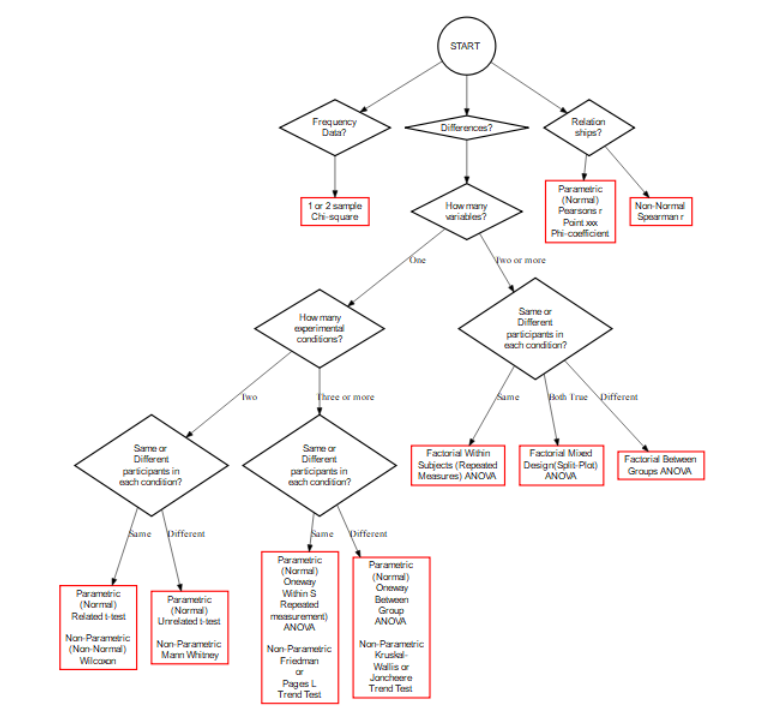 START
Frequency
Data?
Differences?
Relation
ships?
1 or 2 sample
Chi-square
How many
variables?
Parametric
(Normal)
Pearsons r
Point xxx
Phi-coefficient
Non-Normal
Spearman r
One
Two or more
How many
experimental
conditions?
Same or
Different
participants in
each condition?
Two
Three or more
Same
Both True
Different
Same or
Different
participants in
each condition?
Same or
Different
participants in
each condition?
Factorial Within
Subjects (Repeated
Measures) ANOVA
Factorial Mixed
Design(Split-Plot)
ANOVA
Factorial Between
Groups ANOVA
Same
Different
Same
Different
Parametric
(Normal)
Related t-test
Non-Parametric
(Non-Normal)
Wilcoxon
Parametric
(Normal)
Unrelated t-test
Non-Parametric
Mann Whitney
Parametric
(Normal)
Oneway
Within S
Repeated
measurement)
ANOVA
Non-Parametric
Friedman
or
Pages L
Trend Test
Parametric
(Normal)
Oneway
Between
Group
ANOVA
Non-Parametric
Kruskal-
Wallis or
Joncheere
Trend Test